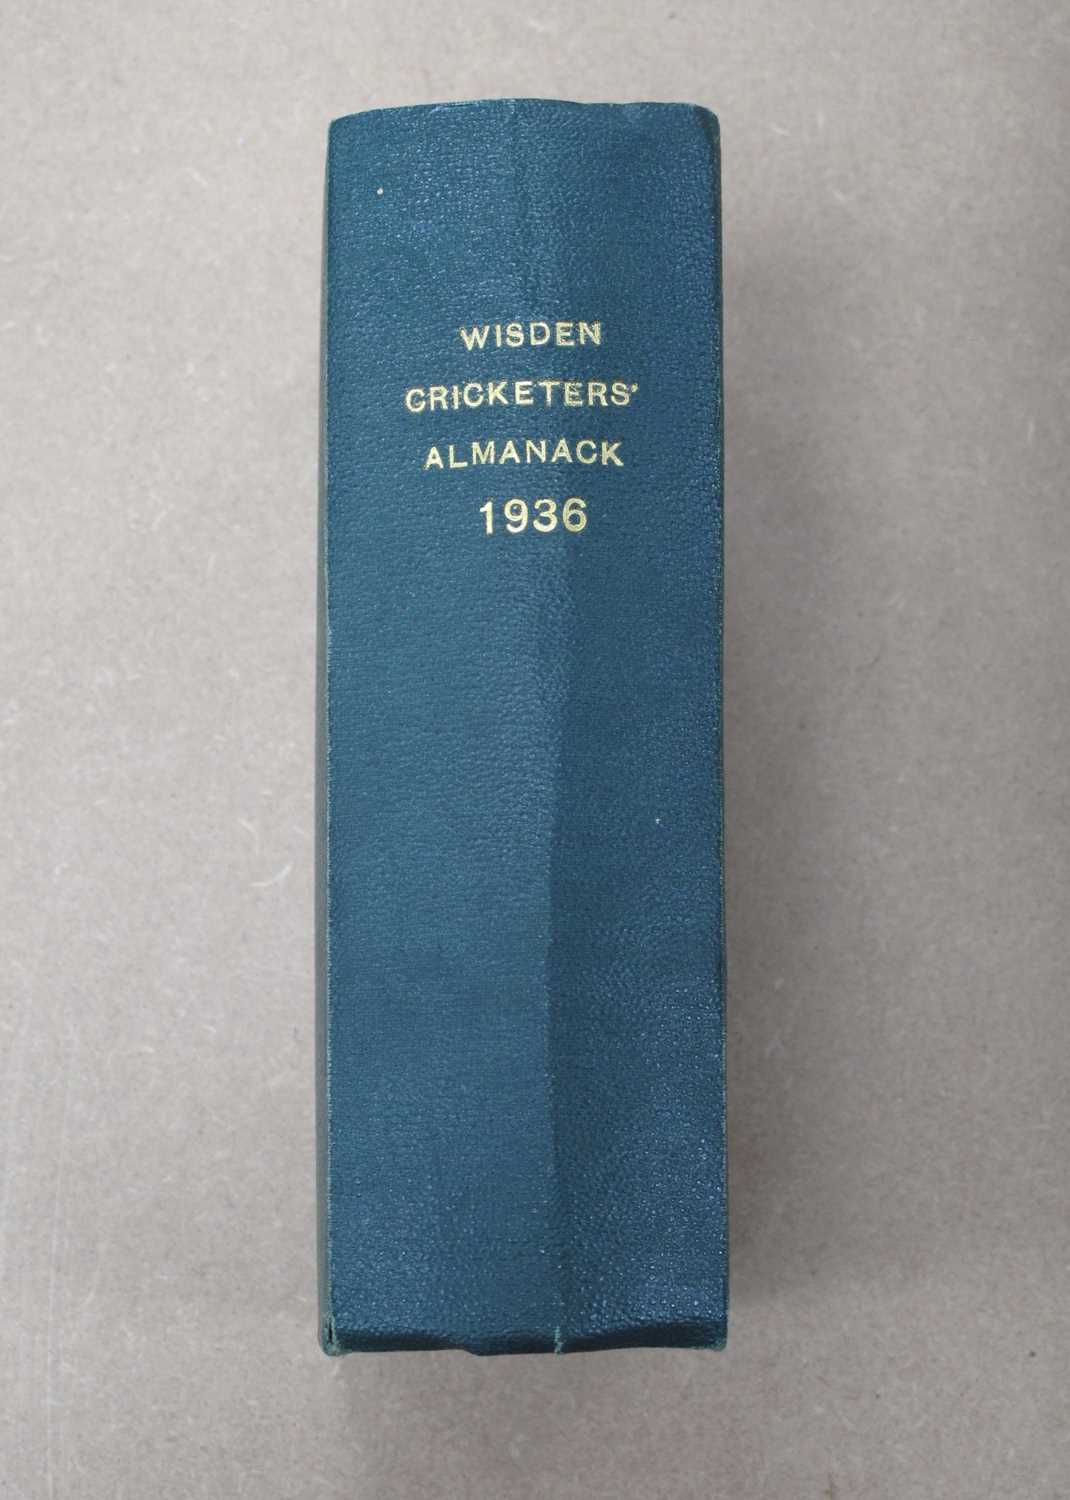 WISDEN
CRICKETERS'
ALMANACK
1936